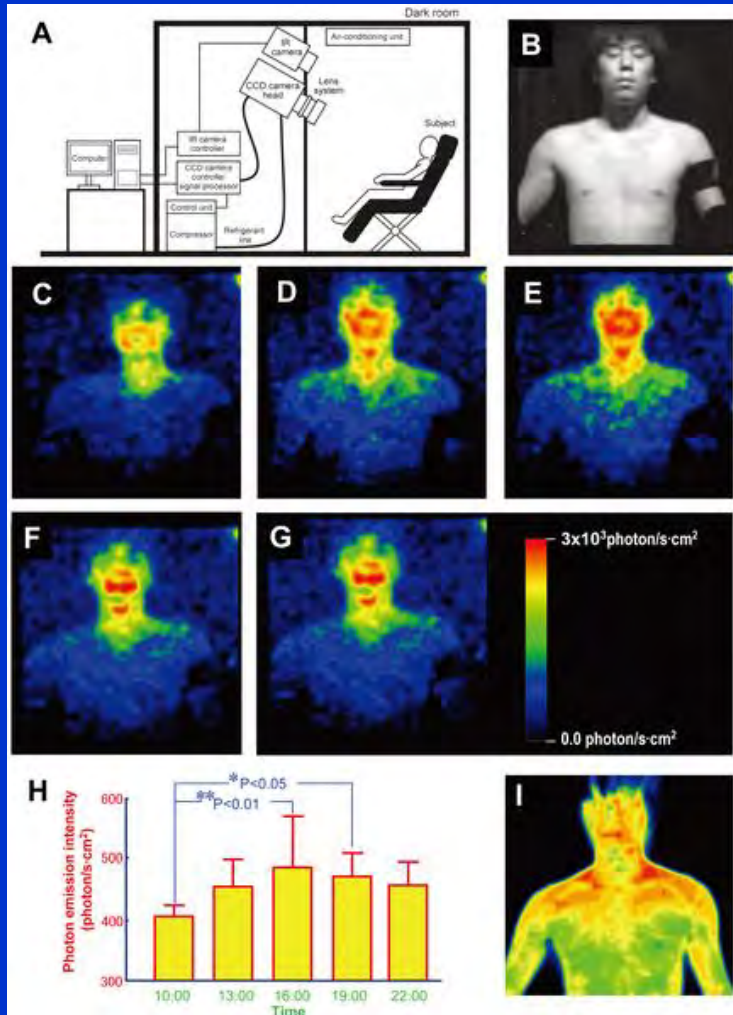 A
Dark room
IR camera
Air-conditioning unit
CCD camera head
Lens system
Subject
IR camera controller
Computer
CCD camera controller signal processor
Control unit
Compressor
Refrigerant line
B
C
D
E
F
G
3x10³photon/s·cm²
0.0 photon/s·cm²
H
Photon emission intensity
(photon/s·cm²)
600
500
400
300
*P<0.05
**P<0.01
10:00 13:00 16:00 19:00 22:00
Time
I